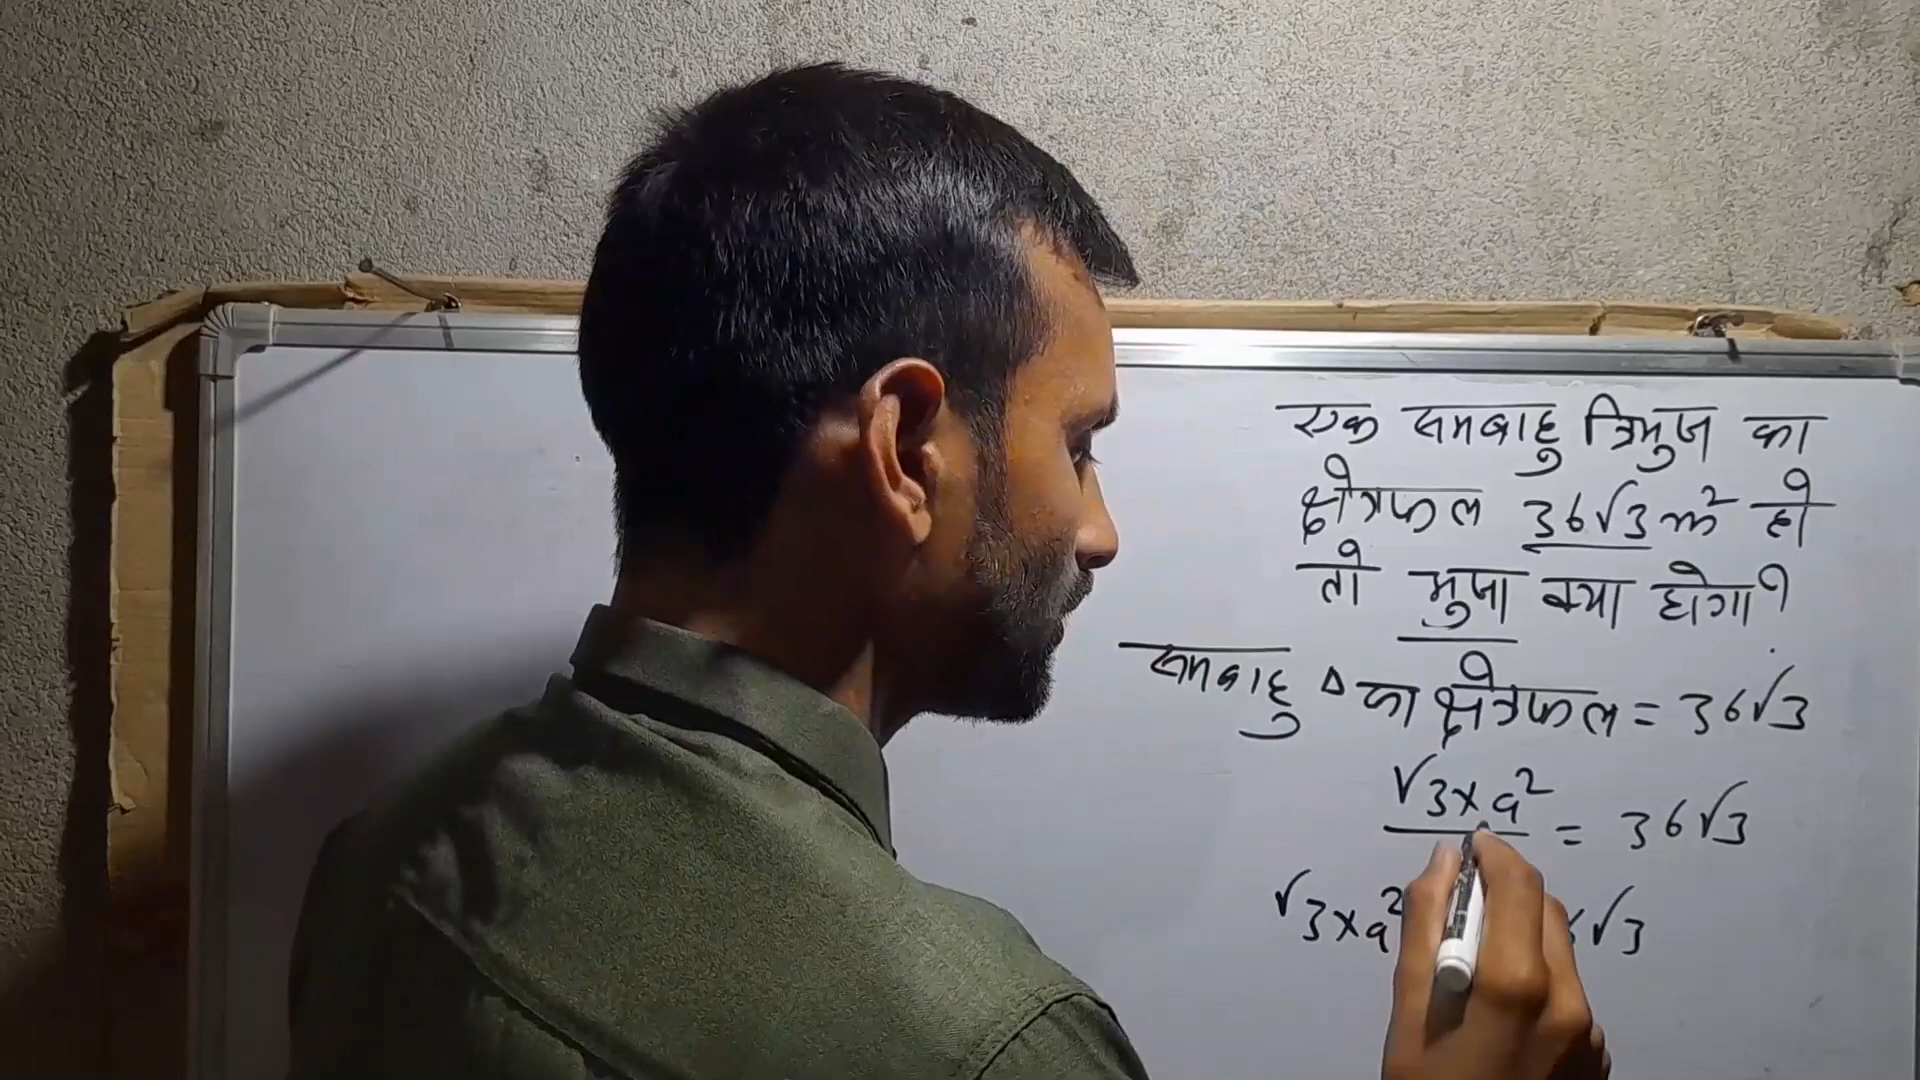 एक समबाहु त्रिभुज का
क्षेत्रफल 36√3 m² हो
तो भुजा क्या होगा?
समबाहु Δ का क्षेत्रफल = 36√3
√3 x a² = 36√3
√3 x a² √3